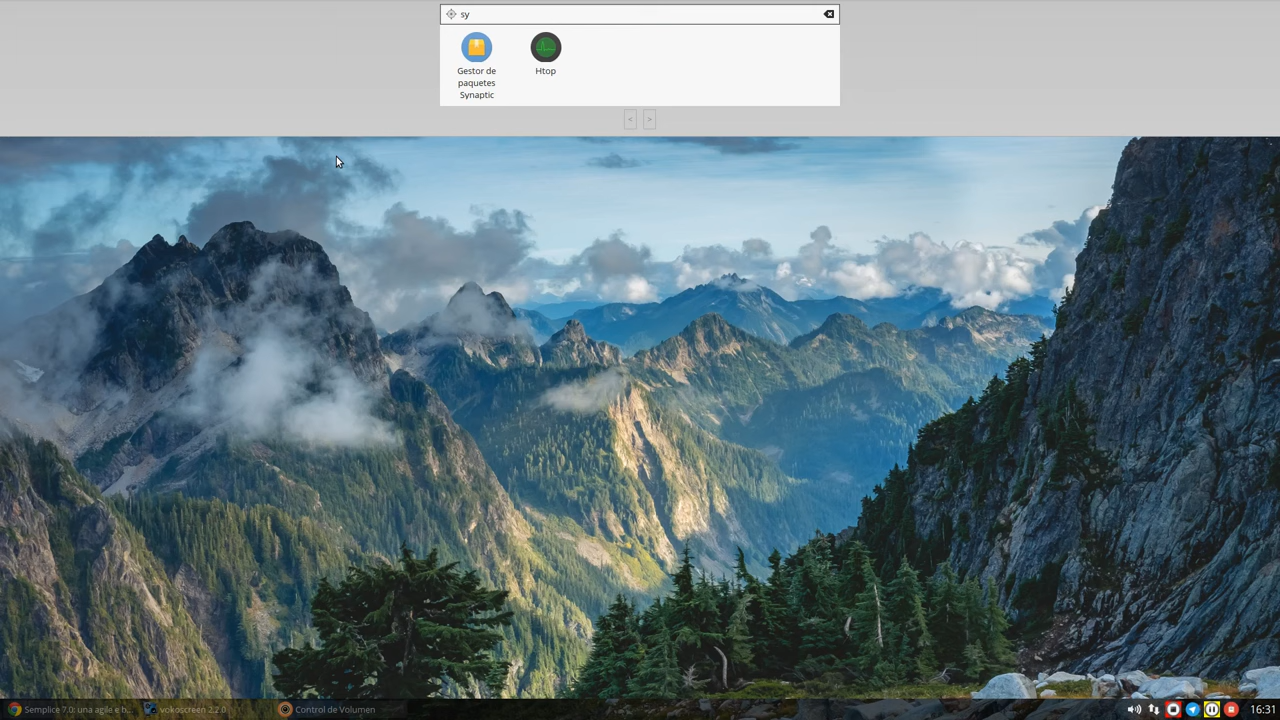 sy
Gestor de
paquetes
Synaptic
Htop
< >
Semplice 7.0: una agile e b...
vokoscreen 2.2.0
Control de Volumen
16:31